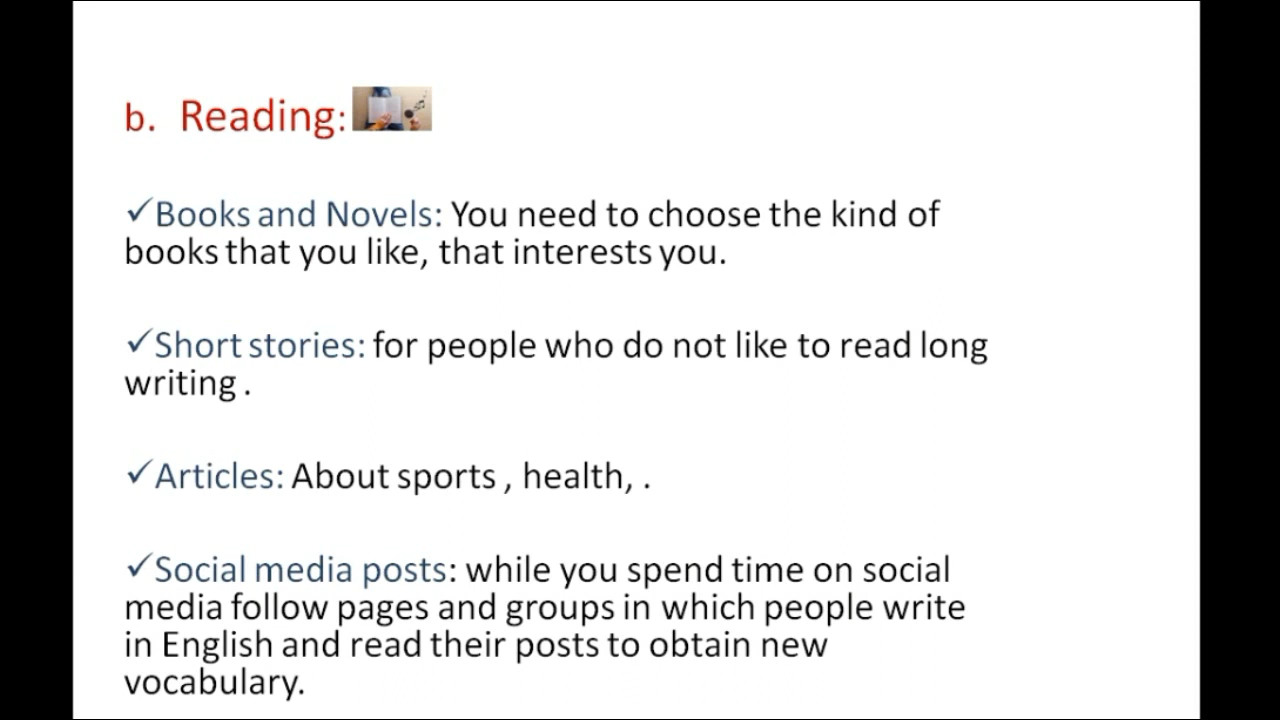 b. Reading:
✓Books and Novels: You need to choose the kind of
books that you like, that interests you.
✓Short stories: for people who do not like to read long
writing .
✓Articles: About sports , health, .
✓Social media posts: while you spend time on social
media follow pages and groups in which people write
in English and read their posts to obtain new
vocabulary.